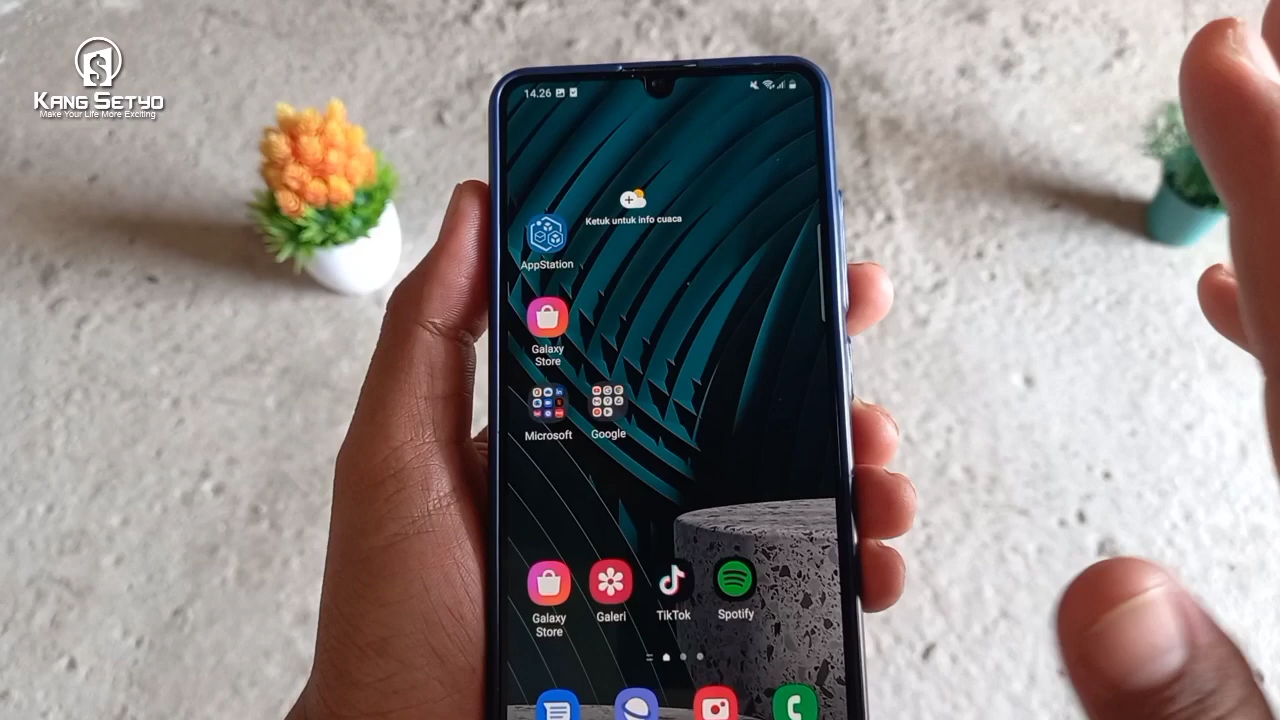 KANG SETYO
Make Your Life More Exciting
14.26
Ketuk untuk info cuaca
AppStation
Galaxy
Store
Microsoft
Google
Galaxy
Store
Galeri
TikTok
Spotify